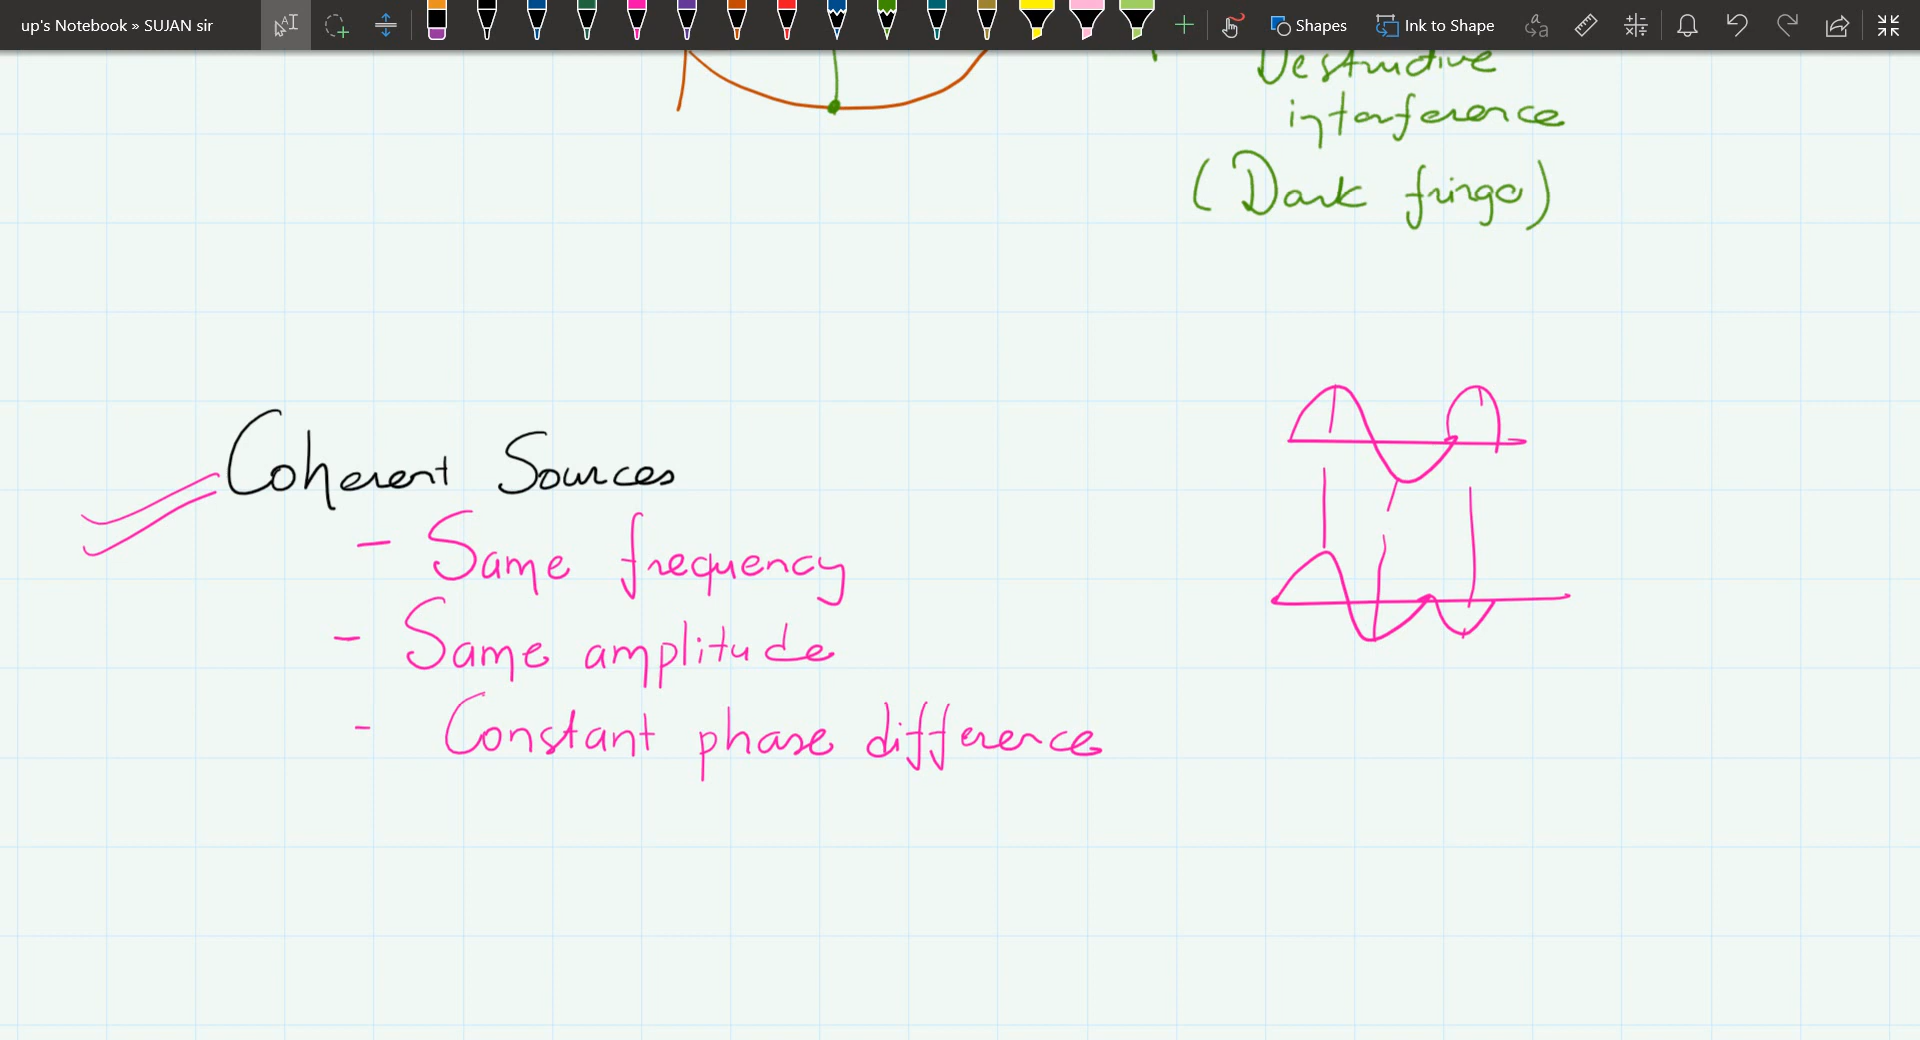 up's Notebook » SUJAN sir
Shapes
Ink to Shape
Destructive
interference
(Dark fringe)
Coherent Sources
- Same frequency
- Same amplitude
- Constant phase difference